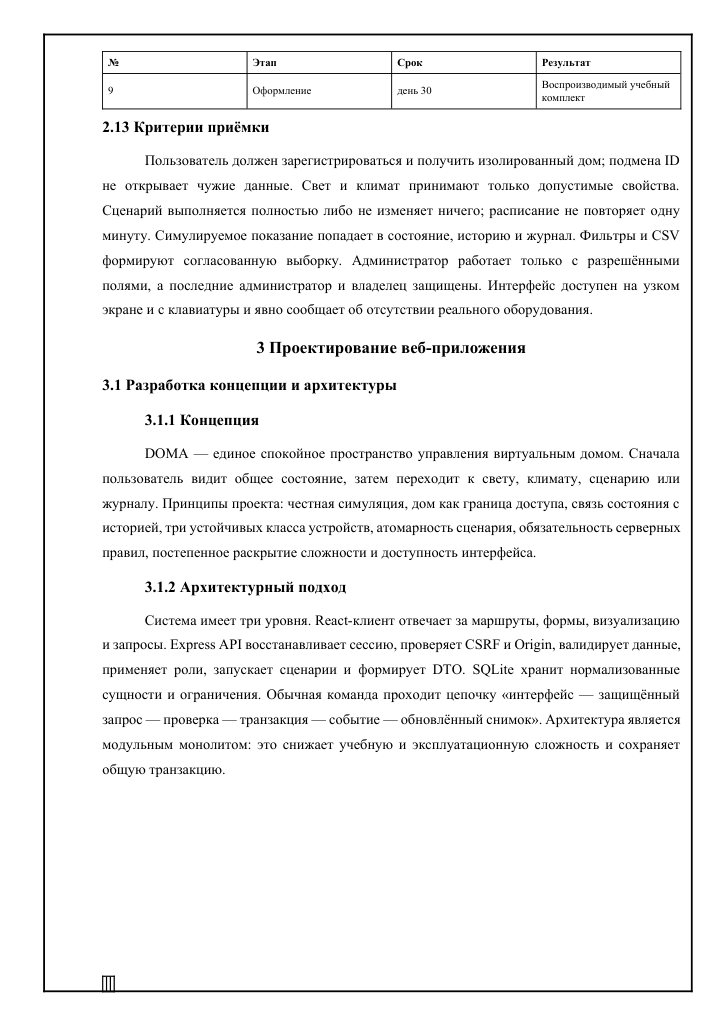 № Этап Срок Результат
9 Оформление день 30 Воспроизводимый учебный
комплект
2.13 Критерии приёмки
Пользователь должен зарегистрироваться и получить изолированный дом; подмена ID
не открывает чужие данные. Свет и климат принимают только допустимые свойства.
Сценарий выполняется полностью либо не изменяет ничего; расписание не повторяет одну
минуту. Симулируемое показание попадает в состояние, историю и журнал. Фильтры и CSV
формируют согласованную выборку. Администратор работает только с разрешёнными
полями, а последние администратор и владелец защищены. Интерфейс доступен на узком
экране и с клавиатуры и явно сообщает об отсутствии реального оборудования.
3 Проектирование веб-приложения
3.1 Разработка концепции и архитектуры
3.1.1 Концепция
DOMA — единое спокойное пространство управления виртуальным домом. Сначала
пользователь видит общее состояние, затем переходит к свету, климату, сценарию или
журналу. Принципы проекта: честная симуляция, дом как граница доступа, связь состояния с
историей, три устойчивых класса устройств, атомарность сценария, обязательность серверных
правил, постепенное раскрытие сложности и доступность интерфейса.
3.1.2 Архитектурный подход
Система имеет три уровня. React-клиент отвечает за маршруты, формы, визуализацию
и запросы. Express API восстанавливает сессию, проверяет CSRF и Origin, валидирует данные,
применяет роли, запускает сценарии и формирует DTO. SQLite хранит нормализованные
сущности и ограничения. Обычная команда проходит цепочку «интерфейс — защищённый
запрос — проверка — транзакция — событие — обновлённый снимок». Архитектура является
модульным монолитом: это снижает учебную и эксплуатационную сложность и сохраняет
общую транзакцию.